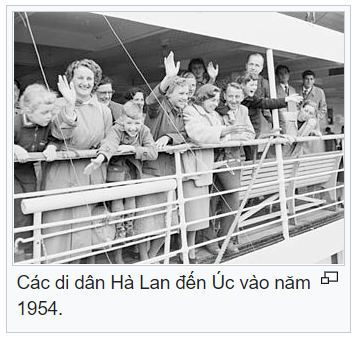 Các di dân Hà Lan đến Úc vào năm
1954.